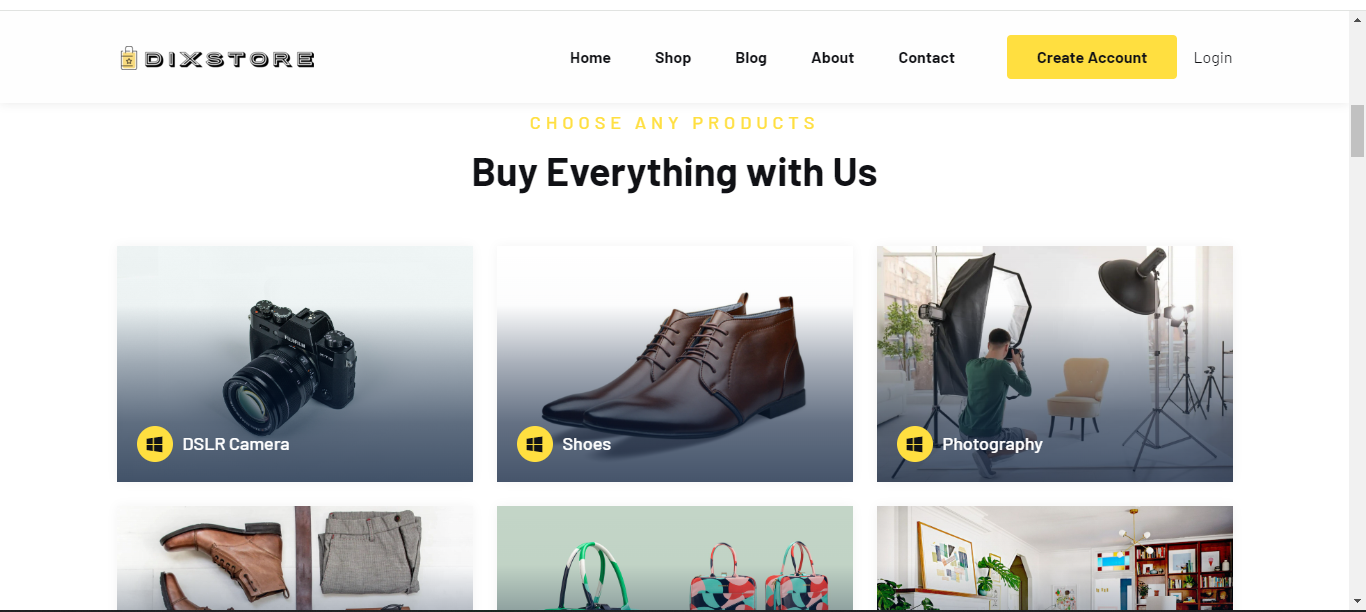 DIXSTORE
Home Shop Blog About Contact Create Account Login
CHOOSE ANY PRODUCTS
Buy Everything with Us
FUJIFILM
DSLR Camera
Shoes
Photography